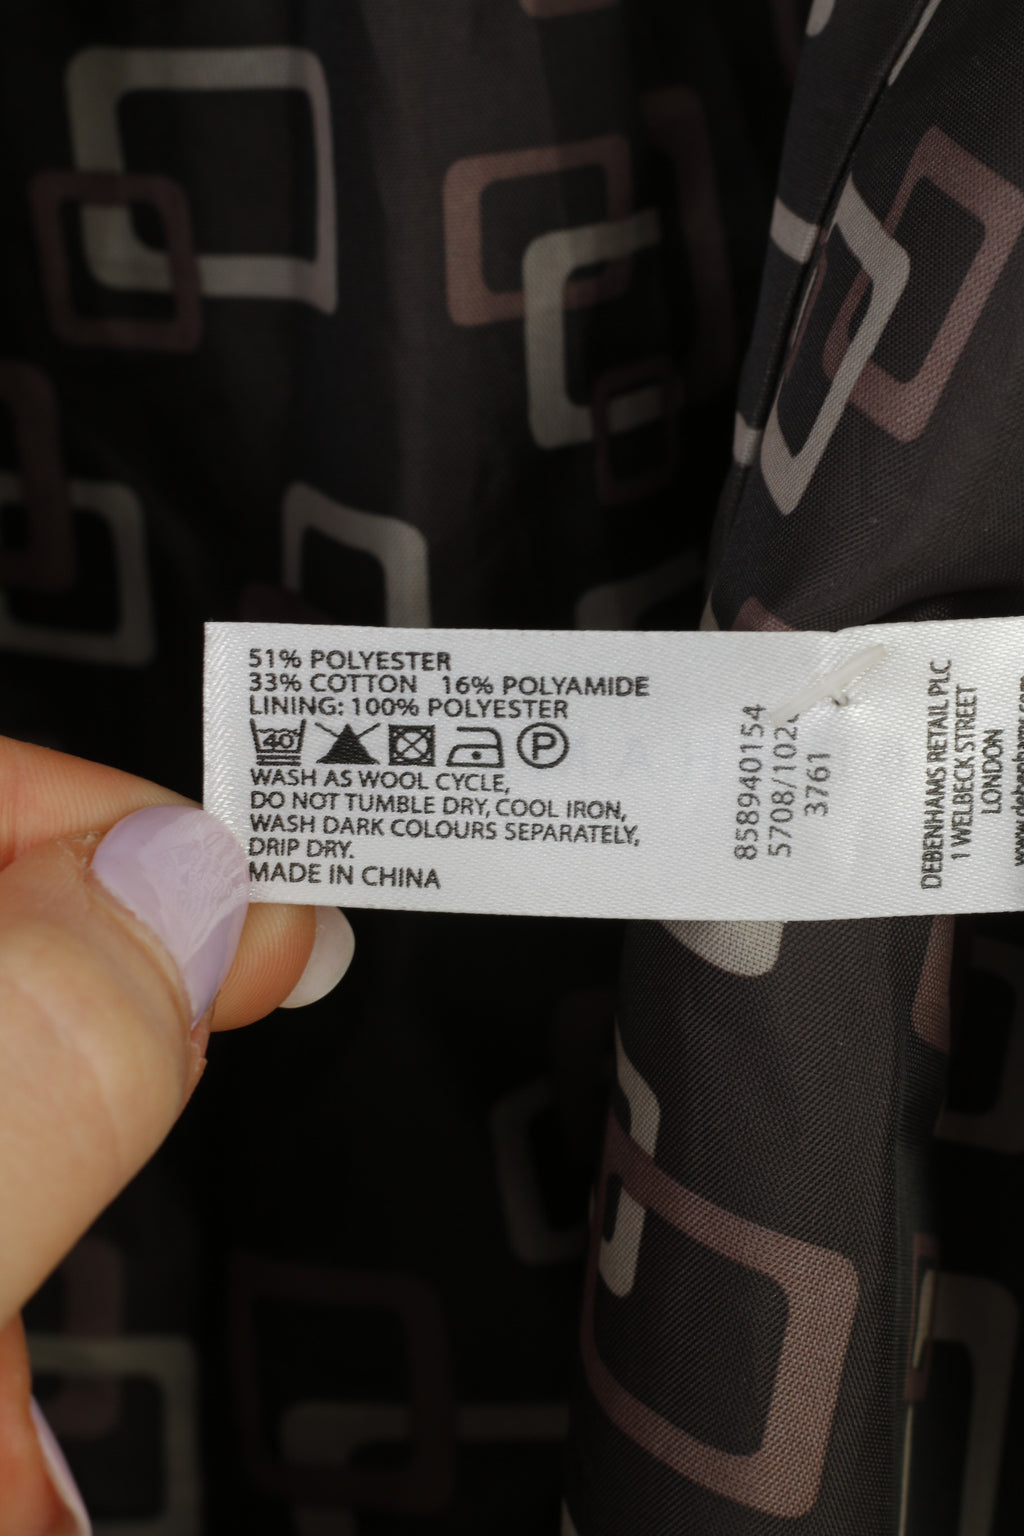 51% POLYESTER
33% COTTON 16% POLYAMIDE
LINING: 100% POLYESTER
40
P
WASH AS WOOL CYCLE,
DO NOT TUMBLE DRY, COOL IRON,
WASH DARK COLOURS SEPARATELY,
DRIP DRY.
MADE IN CHINA
858940154
3761
DEBENHAMS RETAIL PLC
1 WELBECK STREET
LONDON